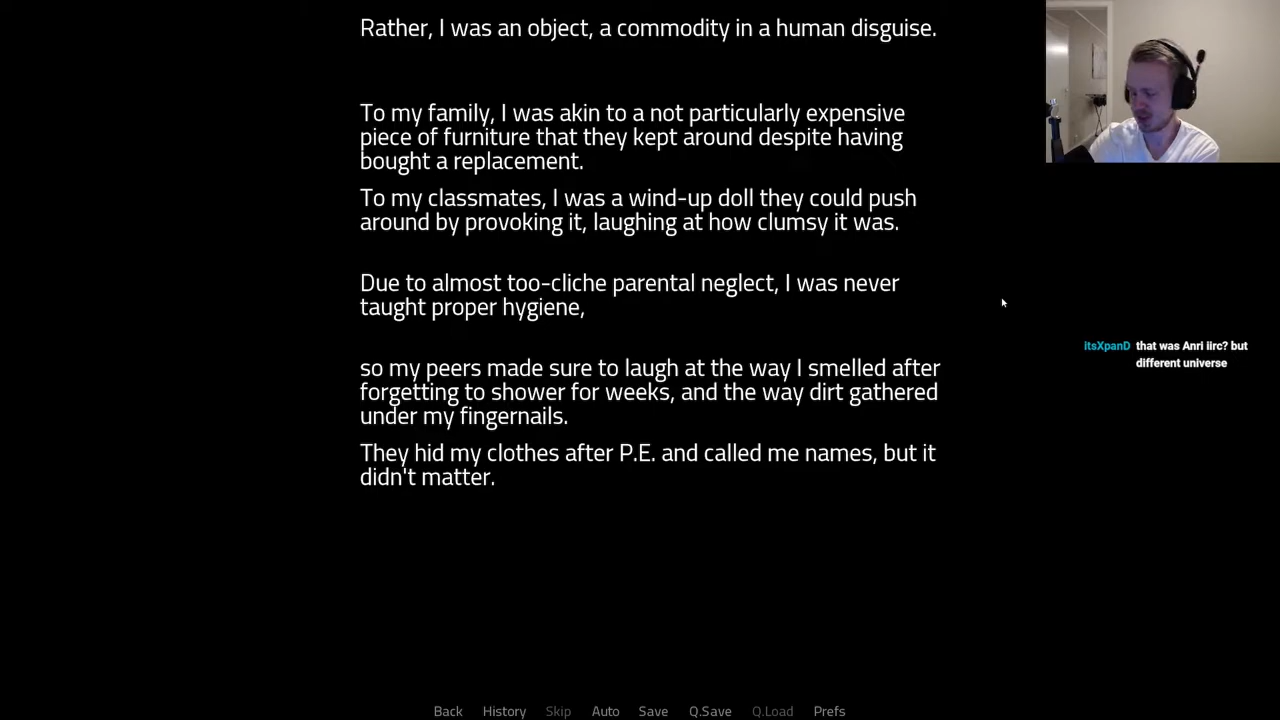 Rather, I was an object, a commodity in a human disguise.
To my family, I was akin to a not particularly expensive
piece of furniture that they kept around despite having
bought a replacement.
To my classmates, I was a wind-up doll they could push
around by provoking it, laughing at how clumsy it was.
Due to almost too-cliche parental neglect, I was never
taught proper hygiene,
itsXpanD that was Anri iirc? but
different universe
so my peers made sure to laugh at the way I smelled after
forgetting to shower for weeks, and the way dirt gathered
under my fingernails.
They hid my clothes after P.E. and called me names, but it
didn't matter.
Back History Skip Auto Save Q.Save Q.Load Prefs